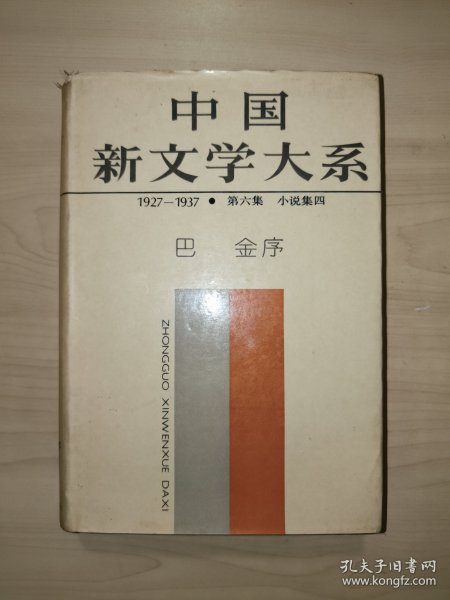 中国
新文学大系
1927—1937 ● 第六集 小说集四
巴 金序
ZHONGGUO XINWENXUE DAXI
孔夫子旧书网
www.kongfz.com